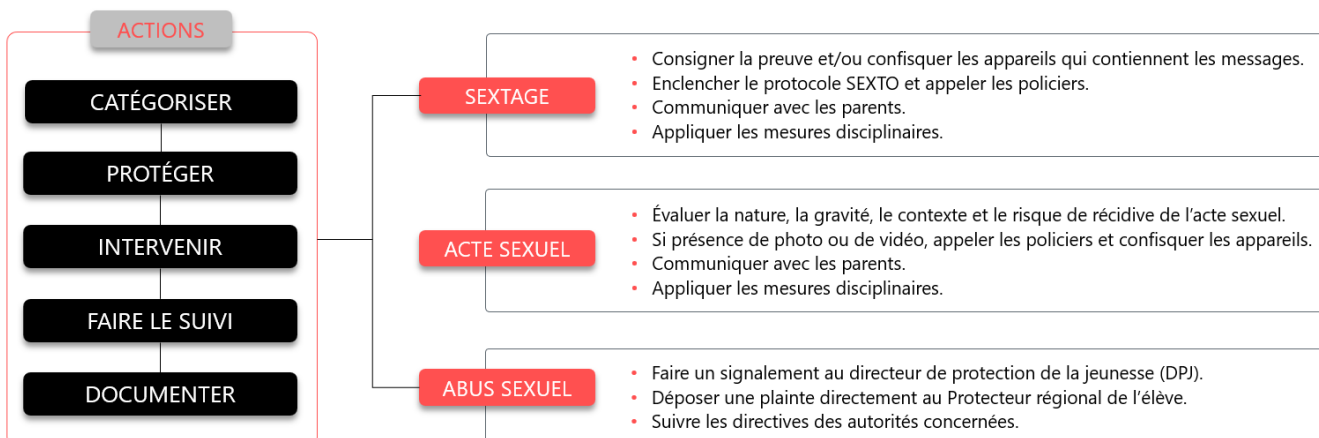 ACTIONS
CATÉGORISER
PROTÉGER
INTERVENIR
FAIRE LE SUIVI
DOCUMENTER
SEXTAGE
• Consigner la preuve et/ou confisquer les appareils qui contiennent les messages.
• Enclencher le protocole SEXTO et appeler les policiers.
• Communiquer avec les parents.
• Appliquer les mesures disciplinaires.
ACTE SEXUEL
• Évaluer la nature, la gravité, le contexte et le risque de récidive de l’acte sexuel.
• Si présence de photo ou de vidéo, appeler les policiers et confisquer les appareils.
• Communiquer avec les parents.
• Appliquer les mesures disciplinaires.
ABUS SEXUEL
• Faire un signalement au directeur de protection de la jeunesse (DPJ).
• Déposer une plainte directement au Protecteur régional de l’élève.
• Suivre les directives des autorités concernées.